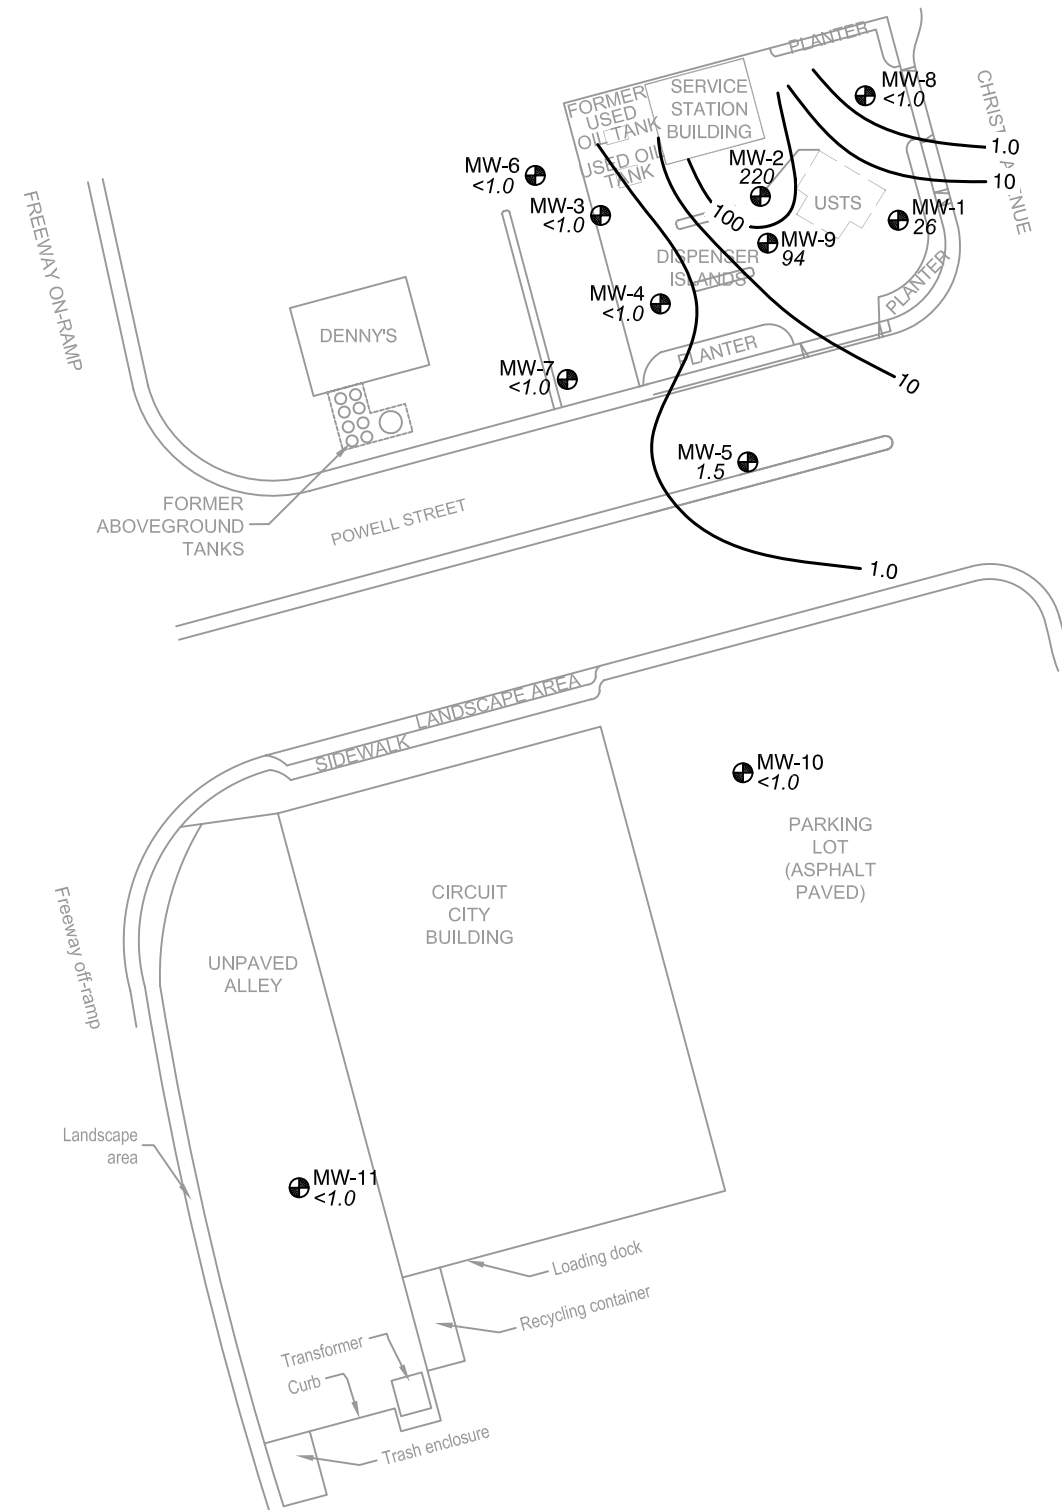 PLANTER
MW-8
<1.0
CHRIST
A
NUE
SERVICE
STATION
BUILDING
FORMER
USED
OIL TANK
USED OIL
TANK
1.0
10
MW-6
<1.0
MW-2
220
MW-3
<1.0
USTS
MW-1
26
100
MW-9
94
DISPENSER
ISLANDS
PLANTER
FREEWAY ON-RAMP
MW-4
<1.0
DENNY'S
PLANTER
MW-7
<1.0
10
MW-5
1.5
FORMER
ABOVEGROUND
TANKS
POWELL STREET
1.0
LANDSCAPE AREA
SIDEWALK
MW-10
<1.0
PARKING
LOT
(ASPHALT
PAVED)
CIRCUIT
CITY
BUILDING
Freeway off-ramp
UNPAVED
ALLEY
Landscape
area
MW-11
<1.0
Loading dock
Recycling container
Transformer
Curb
Trash enclosure